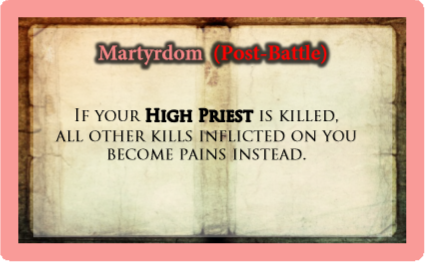 Martyrdom (Post-Battle)
If your High Priest is killed,
all other kills inflicted on you
become pains instead.